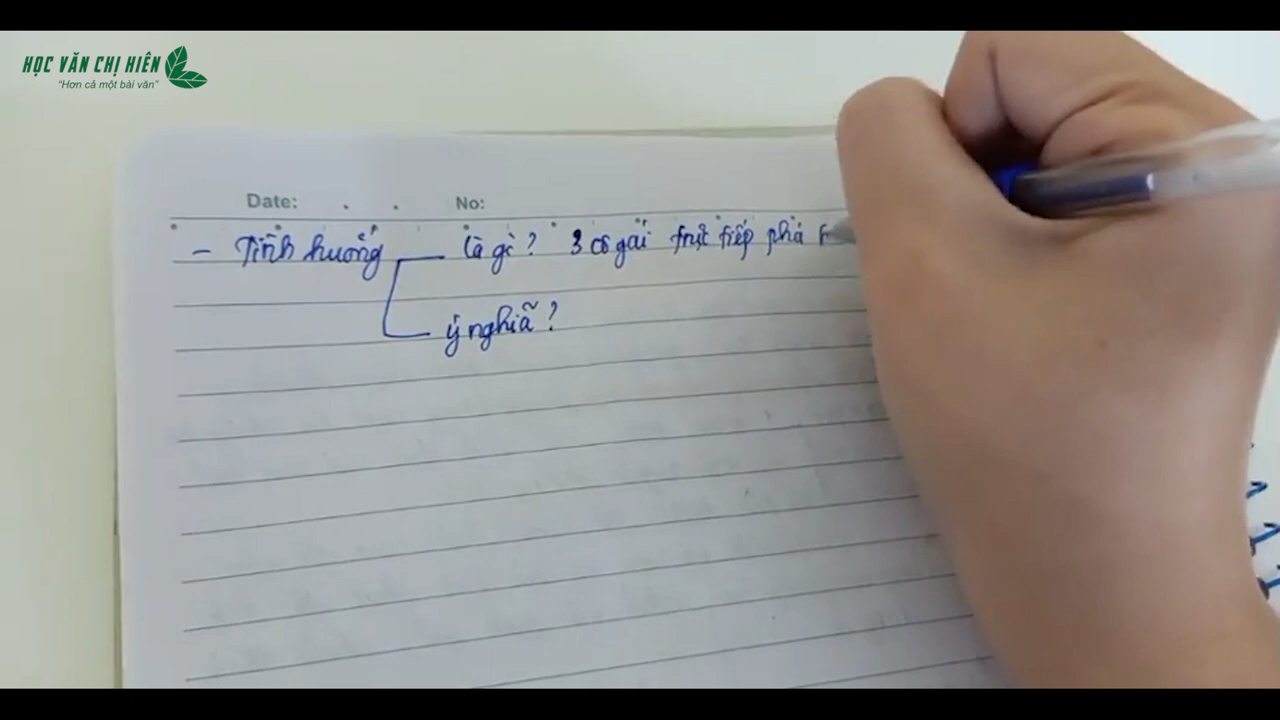 HỌC VĂN CHỊ HIÊN
"Hơn cả một bài văn"
Date: . . No:
- Tình huống là gì? 3 cô gái trực tiếp phá
ý nghĩa?